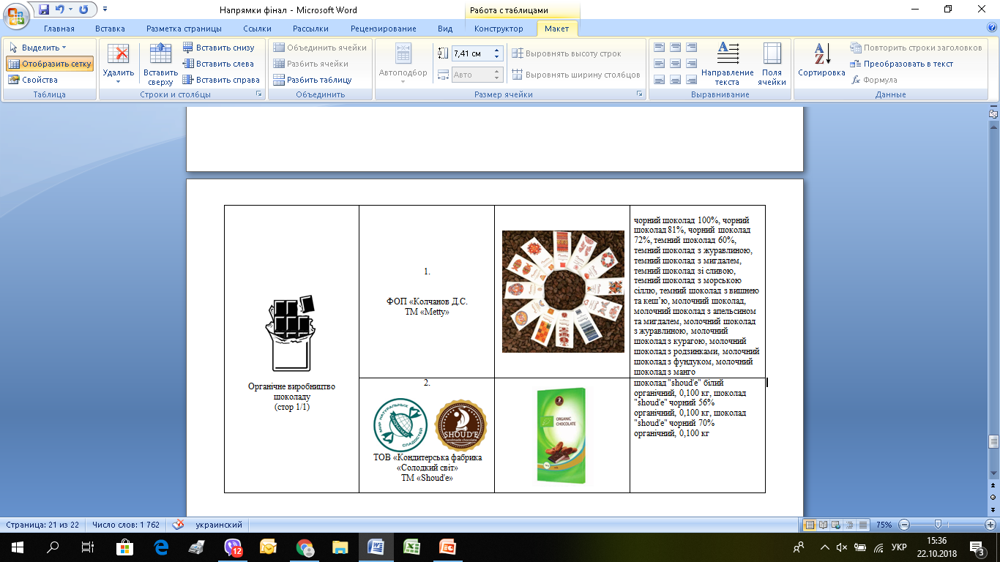 Напрямки фінал - Microsoft Word
Работа с таблицами
Главная Вставка Разметка страницы Ссылки Рассылки Рецензирование Вид Конструктор Макет
Выделить
Отобразить сетку
Свойства
Таблица
Удалить
Вставить сверху
Вставить снизу
Вставить слева
Вставить справа
Строки и столбцы
Объединить ячейки
Разбить ячейки
Разбить таблицу
Объединить
Автоподбор
7,41 см
Авто
Выровнять высоту строк
Выровнять ширину столбцов
Размер ячейки
Направление текста
Поля ячейки
Выравнивание
Сортировка
Повторить строки заголовков
Преобразовать в текст
Формула
Данные
Органічне виробництво
шоколаду
(стор 1/1)
1.
ФОП «Колчанов Д.С.
ТМ «Metty»
чорний шоколад 100%, чорний
шоколад 81%, чорний шоколад
72%, темний шоколад 60%,
темний шоколад з журавлиною,
темний шоколад з мигдалем,
темний шоколад зі сливою,
темний шоколад з морською
сіллю, темний шоколад з вишнею
та кеш’ю, молочний шоколад,
молочний шоколад з апельсином
та мигдалем, молочний шоколад
з журавлиною, молочний
шоколад з курагою, молочний
шоколад з родзинками, молочний
шоколад з фундуком, молочний
шоколад з манго
2.
МИР НАТУРАЛЬНЫХ
СЛАДОСТЕЙ
SHOUD'E
handmade chocolate
ТОВ «Кондитерська фабрика
«Солодкий світ»
ТМ «Shoud'e»
ORGANIC
CHOCOLATE
шоколад "shoud'e" білий
органічний, 0,100 кг, шоколад
"shoud'e" чорний 56%
органічний, 0,100 кг, шоколад
"shoud'e" чорний 70%
органічний, 0,100 кг
Страница: 21 из 22 Число слов: 1 762 украинский 75%
12
УКР
15:36
22.10.2018
3